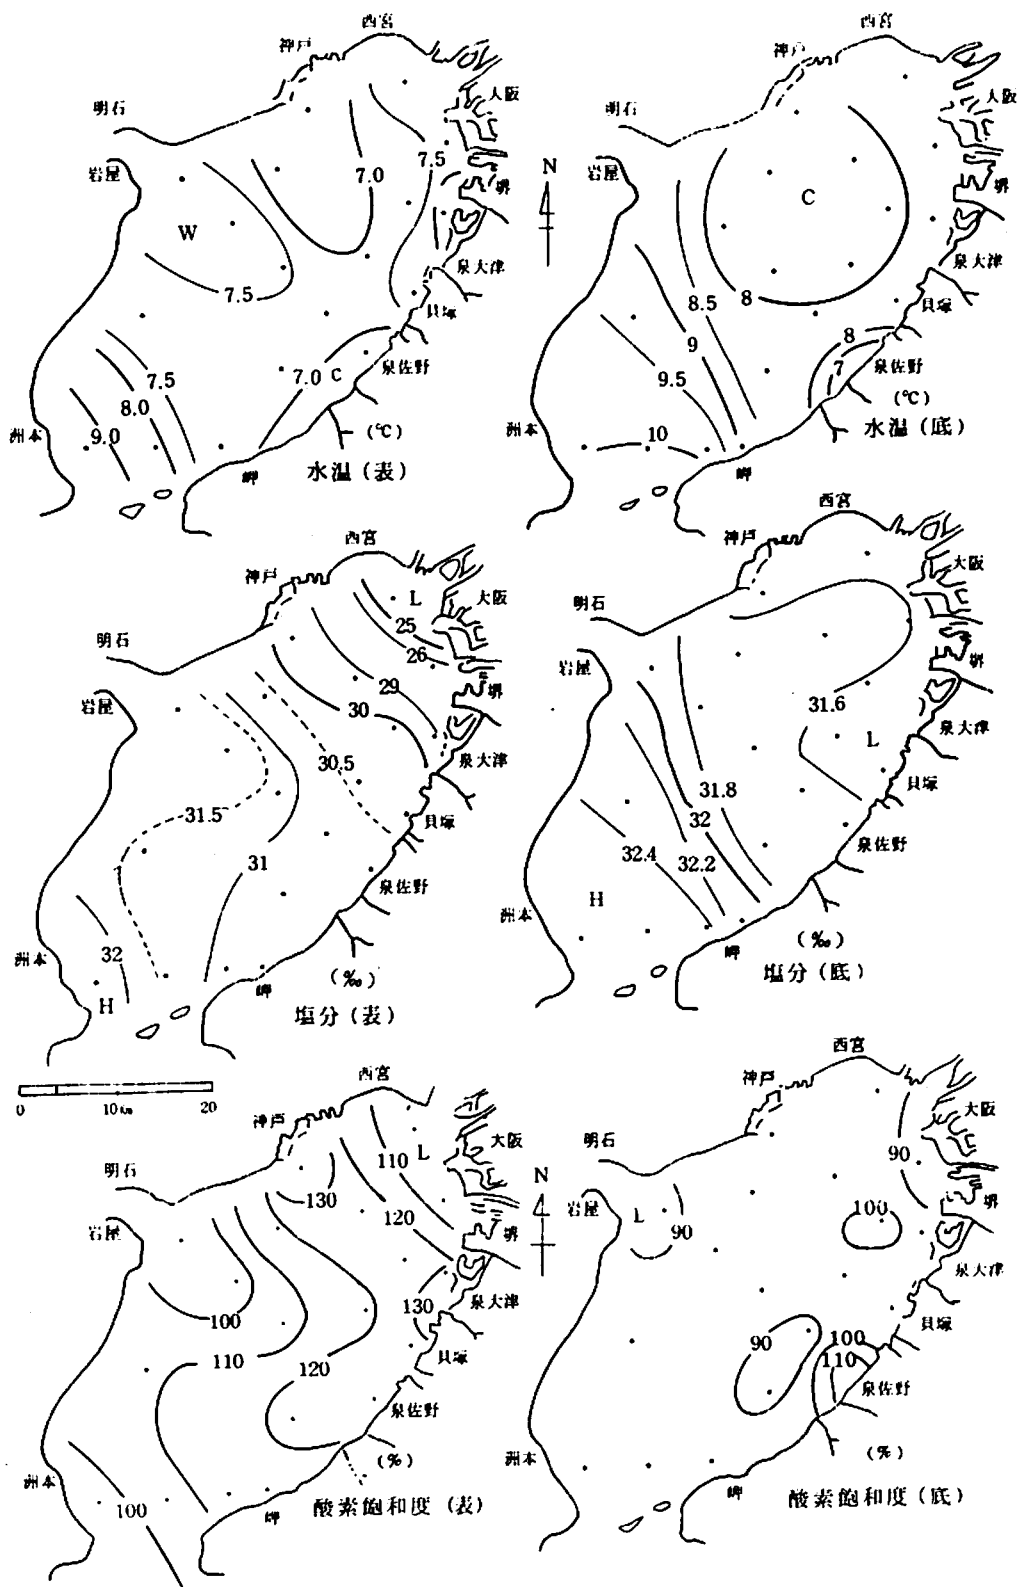 西宮
神戸
明石
岩屋
大阪
堺
7.5
7.0
W
7.5
泉大津
貝塚
7.5
8.0
9.0
7.0 C
泉佐野
(℃)
洲本
岬
水温(表)
N
西宮
神戸
明石
岩屋
大阪
堺
C
泉大津
8.5
8
貝塚
9
8
7
9.5
泉佐野
(℃)
洲本
10
岬
水温(底)
西宮
神戸
L
大阪
25
明石
26
堺
29
岩屋
30
30.5
泉大津
31.5
貝塚
31
泉佐野
洲本
32
H
(‰)
岬
塩分(表)
西宮
神戸
大阪
明石
堺
岩屋
31.6
L
泉大津
31.8
貝塚
32
32.4
32.2
泉佐野
H
洲本
(‰)
岬
塩分(底)
0 10km 20
西宮
神戸
明石
大阪
110
L
130
120
堺
岩屋
泉大津
130
100
貝塚
110
120
泉佐野
(%)
洲本
100
岬
酸素飽和度(表)
N
西宮
神戸
大阪
明石
90
岩屋
L
90
100
堺
泉大津
貝塚
90
100
110
泉佐野
(%)
洲本
岬
酸素飽和度(底)